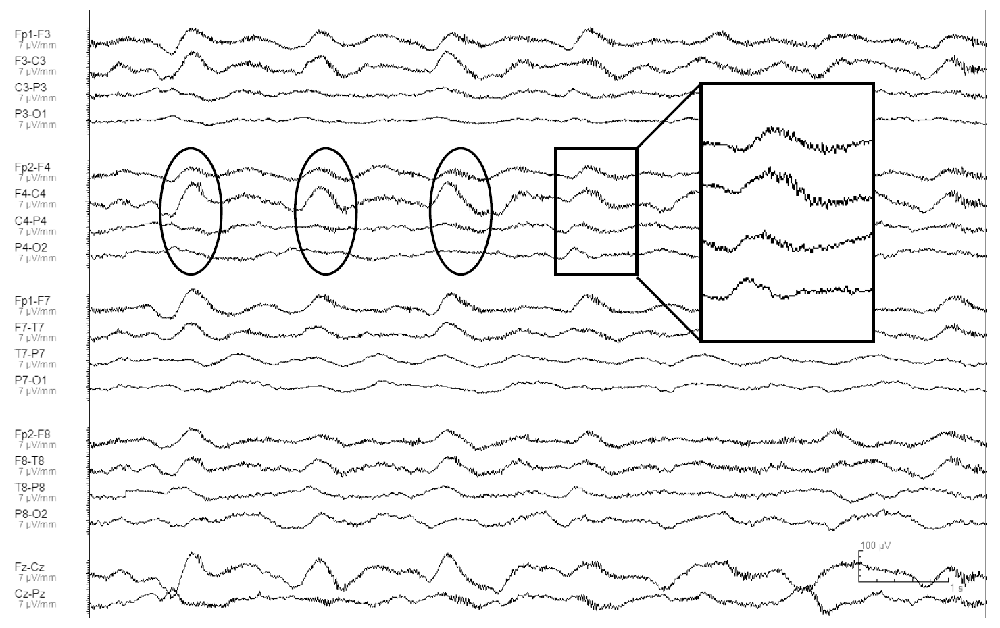 Fp1-F3
7 µV/mm
F3-C3
7 µV/mm
C3-P3
7 µV/mm
P3-O1
7 µV/mm
Fp2-F4
7 µV/mm
F4-C4
7 µV/mm
C4-P4
7 µV/mm
P4-O2
7 µV/mm
Fp1-F7
7 µV/mm
F7-T7
7 µV/mm
T7-P7
7 µV/mm
P7-O1
7 µV/mm
Fp2-F8
7 µV/mm
F8-T8
7 µV/mm
T8-P8
7 µV/mm
P8-O2
7 µV/mm
100 µV
Fz-Cz
7 µV/mm
1 s
Cz-Pz
7 µV/mm